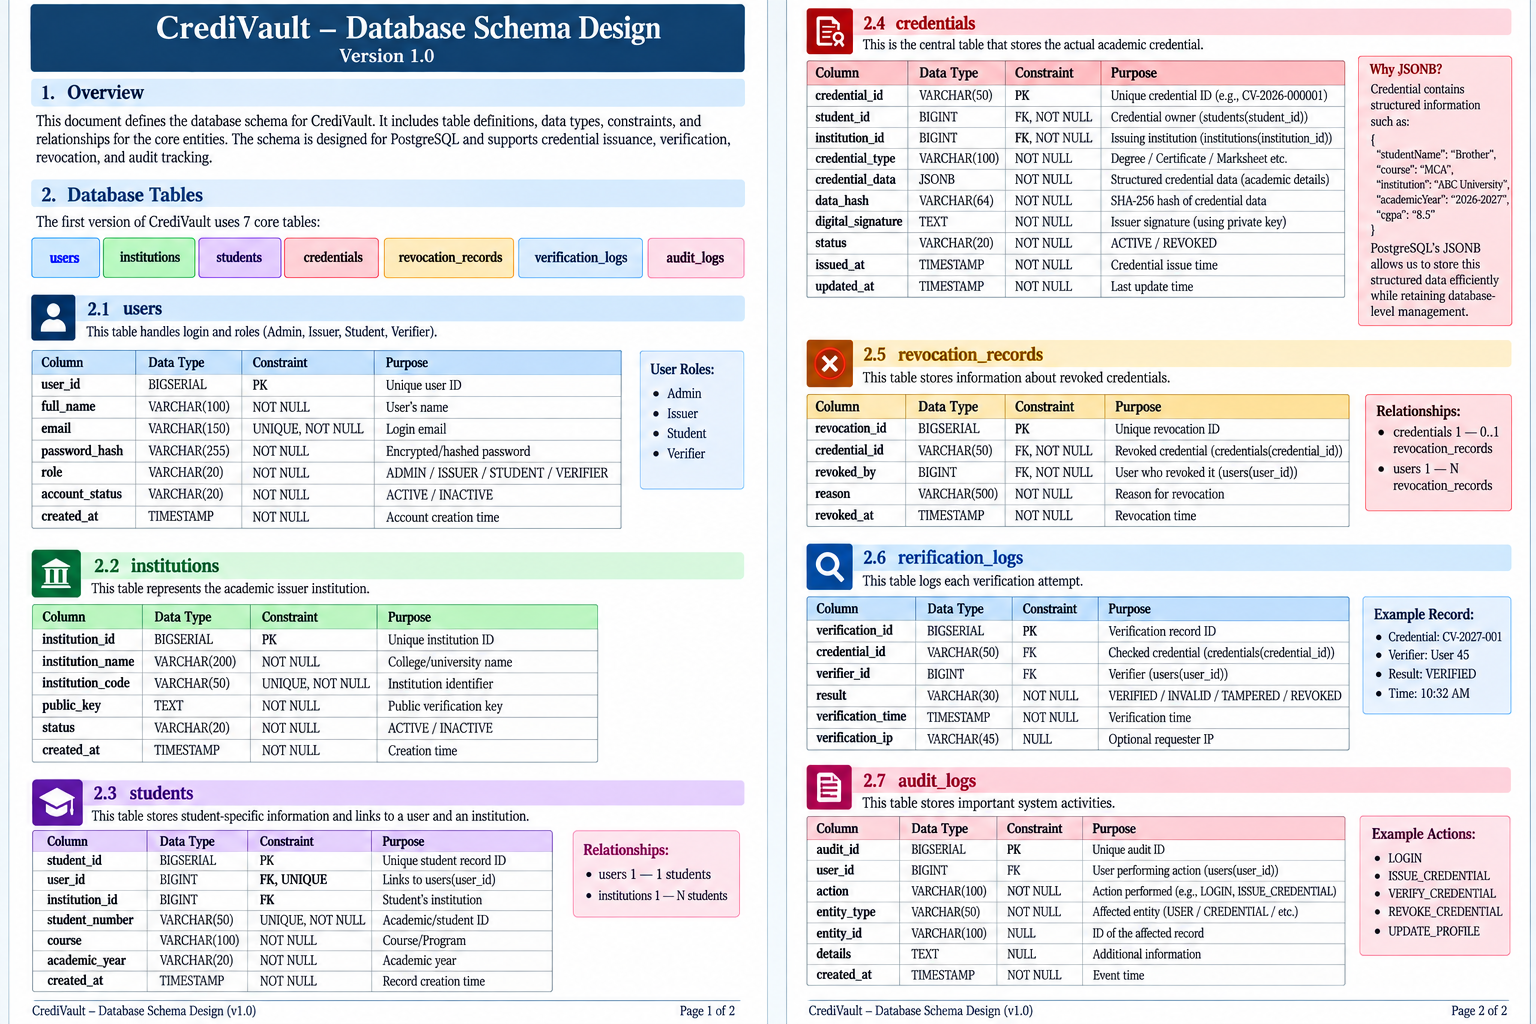 CrediVault – Database Schema Design
Version 1.0
1. Overview
This document defines the database schema for CrediVault. It includes table definitions, data types, constraints, and
relationships for the core entities. The schema is designed for PostgreSQL and supports credential issuance, verification,
revocation, and audit tracking.
2. Database Tables
The first version of CrediVault uses 7 core tables:
users institutions students credentials revocation_records verification_logs audit_logs
2.1 users
This table handles login and roles (Admin, Issuer, Student, Verifier).
Column Data Type Constraint Purpose
user_id BIGSERIAL PK Unique user ID
full_name VARCHAR(100) NOT NULL User's name
email VARCHAR(150) UNIQUE, NOT NULL Login email
password_hash VARCHAR(255) NOT NULL Encrypted/hashed password
role VARCHAR(20) NOT NULL ADMIN / ISSUER / STUDENT / VERIFIER
account_status VARCHAR(20) NOT NULL ACTIVE / INACTIVE
created_at TIMESTAMP NOT NULL Account creation time
User Roles:
• Admin
• Issuer
• Student
• Verifier
2.2 institutions
This table represents the academic issuer institution.
Column Data Type Constraint Purpose
institution_id BIGSERIAL PK Unique institution ID
institution_name VARCHAR(200) NOT NULL College/university name
institution_code VARCHAR(50) UNIQUE, NOT NULL Institution identifier
public_key TEXT NOT NULL Public verification key
status VARCHAR(20) NOT NULL ACTIVE / INACTIVE
created_at TIMESTAMP NOT NULL Creation time
2.3 students
This table stores student-specific information and links to a user and an institution.
Column Data Type Constraint Purpose
student_id BIGSERIAL PK Unique student record ID
user_id BIGINT FK, UNIQUE Links to users(user_id)
institution_id BIGINT FK Student's institution
student_number VARCHAR(50) UNIQUE, NOT NULL Academic/student ID
course VARCHAR(100) NOT NULL Course/Program
academic_year VARCHAR(20) NOT NULL Academic year
created_at TIMESTAMP NOT NULL Record creation time
Relationships:
• users 1 — 1 students
• institutions 1 — N students
CrediVault – Database Schema Design (v1.0) Page 1 of 2
2.4 credentials
This is the central table that stores the actual academic credential.
Column Data Type Constraint Purpose
credential_id VARCHAR(50) PK Unique credential ID (e.g., CV-2026-000001)
student_id BIGINT FK, NOT NULL Credential owner (students(student_id))
institution_id BIGINT FK, NOT NULL Issuing institution (institutions(institution_id))
credential_type VARCHAR(100) NOT NULL Degree / Certificate / Marksheet etc.
credential_data JSONB NOT NULL Structured credential data (academic details)
data_hash VARCHAR(64) NOT NULL SHA-256 hash of credential data
digital_signature TEXT NOT NULL Issuer signature (using private key)
status VARCHAR(20) NOT NULL ACTIVE / REVOKED
issued_at TIMESTAMP NOT NULL Credential issue time
updated_at TIMESTAMP NOT NULL Last update time
Why JSONB?
Credential contains
structured information
such as:
{
“studentName”: “Brother”,
“course”: “MCA”,
“institution”: “ABC University”,
“academicYear”: “2026-2027”,
“cgpa”: “8.5”
}
PostgreSQL's JSONB
allows us to store this
structured data efficiently
while retaining database-
level management.
2.5 revocation_records
This table stores information about revoked credentials.
Column Data Type Constraint Purpose
revocation_id BIGSERIAL PK Unique revocation ID
credential_id VARCHAR(50) FK, NOT NULL Revoked credential (credentials(credential_id))
revoked_by BIGINT FK, NOT NULL User who revoked it (users(user_id))
reason VARCHAR(500) NOT NULL Reason for revocation
revoked_at TIMESTAMP NOT NULL Revocation time
Relationships:
• credentials 1 — 0..1
revocation_records
• users 1 — N
revocation_records
2.6 rerification_logs
This table logs each verification attempt.
Column Data Type Constraint Purpose
verification_id BIGSERIAL PK Verification record ID
credential_id VARCHAR(50) FK Checked credential (credentials(credential_id))
verifier_id BIGINT FK Verifier (users(user_id))
result VARCHAR(30) NOT NULL VERIFIED / INVALID / TAMPERED / REVOKED
verification_time TIMESTAMP NOT NULL Verification time
verification_ip VARCHAR(45) NULL Optional requester IP
Example Record:
• Credential: CV-2027-001
• Verifier: User 45
• Result: VERIFIED
• Time: 10:32 AM
2.7 audit_logs
This table stores important system activities.
Column Data Type Constraint Purpose
audit_id BIGSERIAL PK Unique audit ID
user_id BIGINT FK User performing action (users(user_id))
action VARCHAR(100) NOT NULL Action performed (e.g., LOGIN, ISSUE_CREDENTIAL)
entity_type VARCHAR(50) NOT NULL Affected entity (USER / CREDENTIAL / etc.)
entity_id VARCHAR(100) NULL ID of the affected record
details TEXT NULL Additional information
created_at TIMESTAMP NOT NULL Event time
Example Actions:
• LOGIN
• ISSUE_CREDENTIAL
• VERIFY_CREDENTIAL
• REVOKE_CREDENTIAL
• UPDATE_PROFILE
CrediVault – Database Schema Design (v1.0) Page 2 of 2